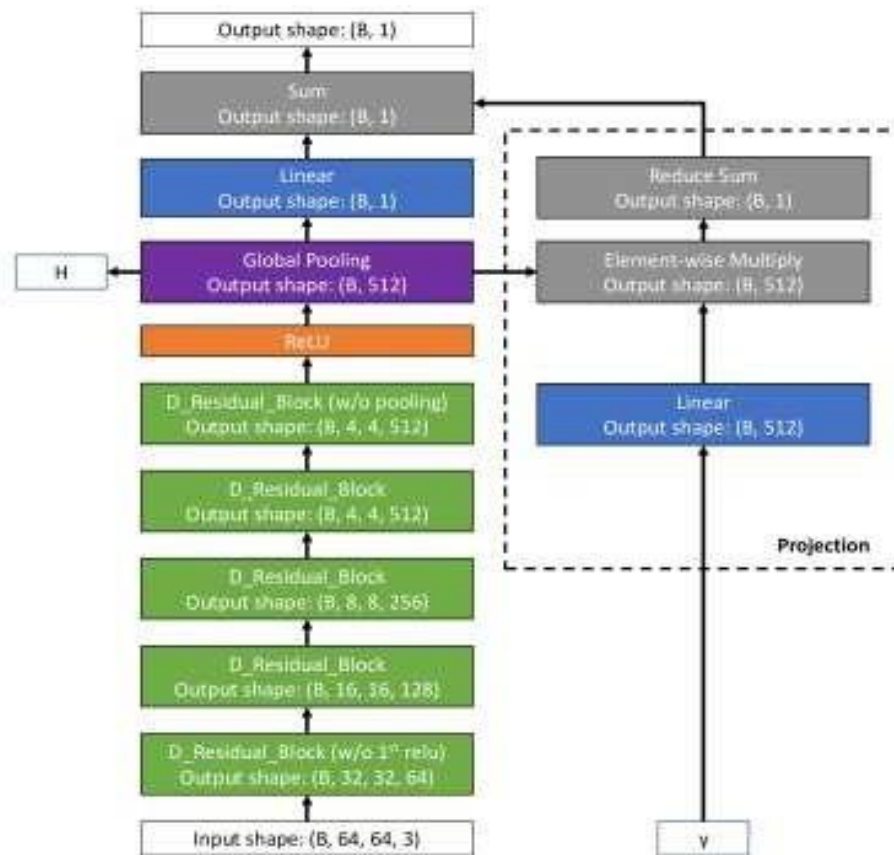 Output shape: (B, 1)
Sum
Output shape: (B, 1)
Linear
Output shape: (B, 1)
Global Pooling
Output shape: (B, 512)
H
ReLU
D_Residual_Block (w/o pooling)
Output shape: (B, 4, 4, 512)
D_Residual_Block
Output shape: (B, 4, 4, 512)
D_Residual_Block
Output shape: (B, 8, 8, 256)
D_Residual_Block
Output shape: (B, 16, 16, 128)
D_Residual_Block (w/o 1st relu)
Output shape: (B, 32, 32, 64)
Input shape: (B, 64, 64, 3)
Reduce Sum
Output shape: (B, 1)
Element-wise Multiply
Output shape: (B, 512)
Linear
Output shape: (B, 512)
Projection
y